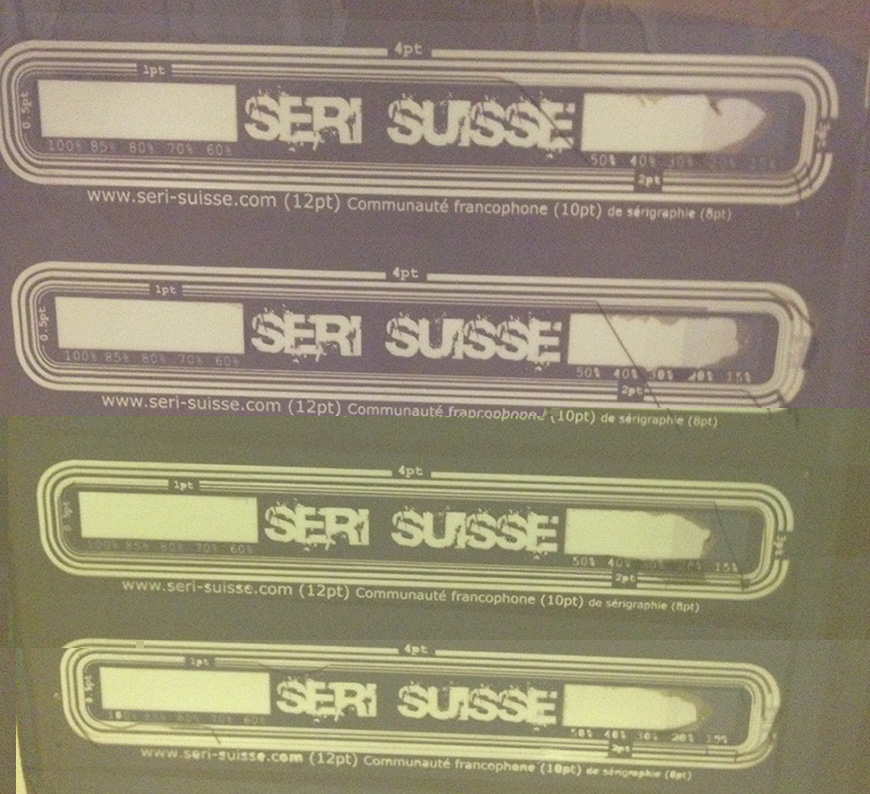 4pt
1pt
0.5pt
SERI SUISSE
100% 85% 80% 70% 60%
50% 40% 30% 20% 15%
2pt
www.seri-suisse.com (12pt) Communauté francophone (10pt) de sérigraphie (8pt)
4pt
1pt
0.5pt
SERI SUISSE
100% 85% 80% 70% 60%
50% 40% 30% 20% 15%
2pt
www.seri-suisse.com (12pt) Communauté francophone (10pt) de sérigraphie (8pt)
4pt
1pt
SERI SUISSE
100% 85% 80% 70% 60%
50% 40% 20% 15%
3pt
2pt
www.seri-suisse.com (12pt) Communauté francophone (10pt) de sérigraphie (8pt)
4pt
1pt
SERI SUISSE
100% 85% 80% 70% 60%
50% 40% 30% 20% 15%
2pt
www.seri-suisse.com (12pt) Communauté francophone (10pt) de sérigraphie (8pt)